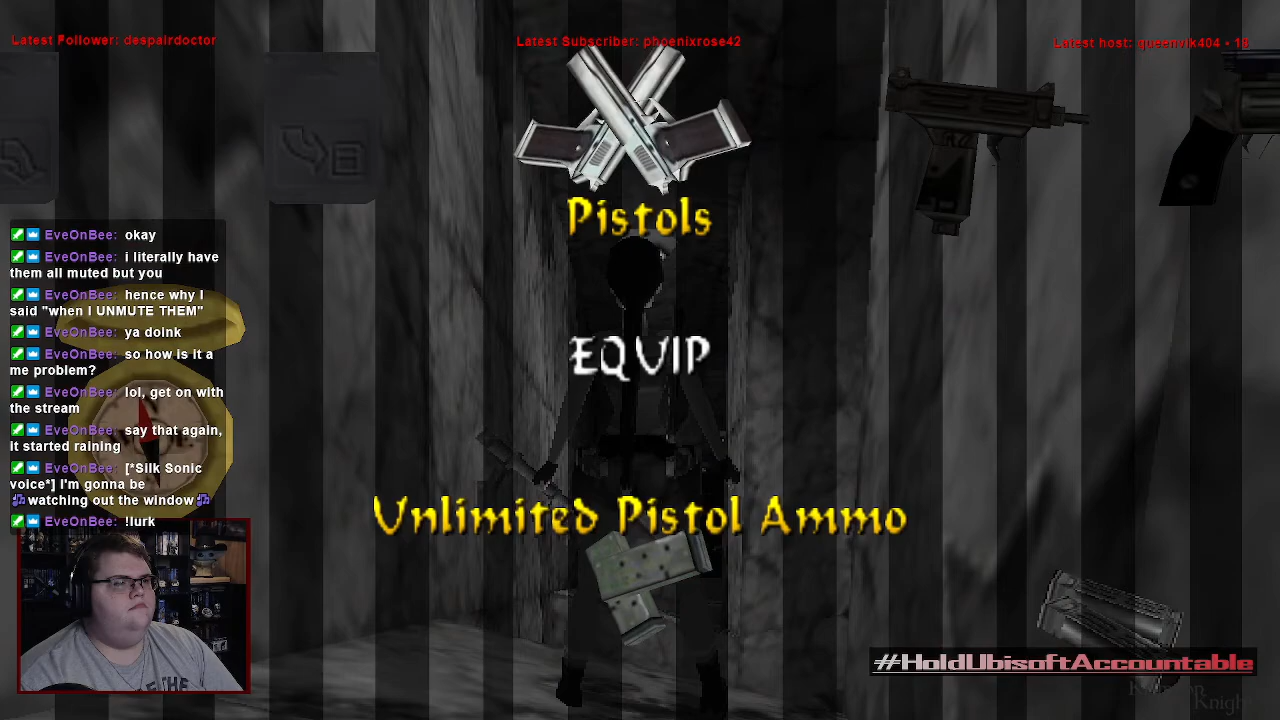 Latest Follower: despairdoctor
Latest Subscriber: phoenixrose42
Latest host: queenvik404 • 18
Pistols
EQUIP
Unlimited Pistol Ammo
EveOnBee: okay
EveOnBee: i literally have
them all muted but you
EveOnBee: hence why I
said "when I UNMUTE THEM"
EveOnBee: ya doink
EveOnBee: so how is it a
me problem?
EveOnBee: lol, get on with
the stream
EveOnBee: say that again,
it started raining
EveOnBee: [*Silk Sonic
voice*] I'm gonna be
🎶watching out the window🎶
EveOnBee: !lurk
#HoldUbisoftAccountable